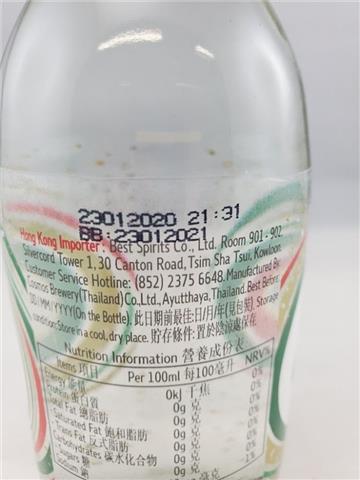 23012020 21:31
BB:23012021
Hong Kong Importer : Best Spirits Co., Ltd. Room 901 - 902,
Silvercord Tower 1, 30 Canton Road, Tsim Sha Tsui, Kowloon.
Customer Service Hotline: (852) 2375 6648. Manufactured By:
Cosmos Brewery(Thailand)Co.,Ltd., Ayutthaya,Thailand. Best Before:
DD/MM/YYYY(On the Bottle). 此日期前最佳:日/月/年(見包裝). Storage
condition: Store in a cool, dry place. 貯存條件: 置於陰涼處保存
Nutrition Information 營養成份表
Items 項目 Per 100ml 每100毫升 NRV%
Energy 能量 0kJ 千焦 0%
Protein 蛋白質 0g 克 0%
Total Fat 總脂肪 0g 克 0%
- Saturated Fat 飽和脂肪 0g 克 0%
- Trans Fat 反式脂肪 0g 克
Carbohydrates 碳水化合物 0g 克 0%
- Sugars 糖 0g 克
Sodium 1%